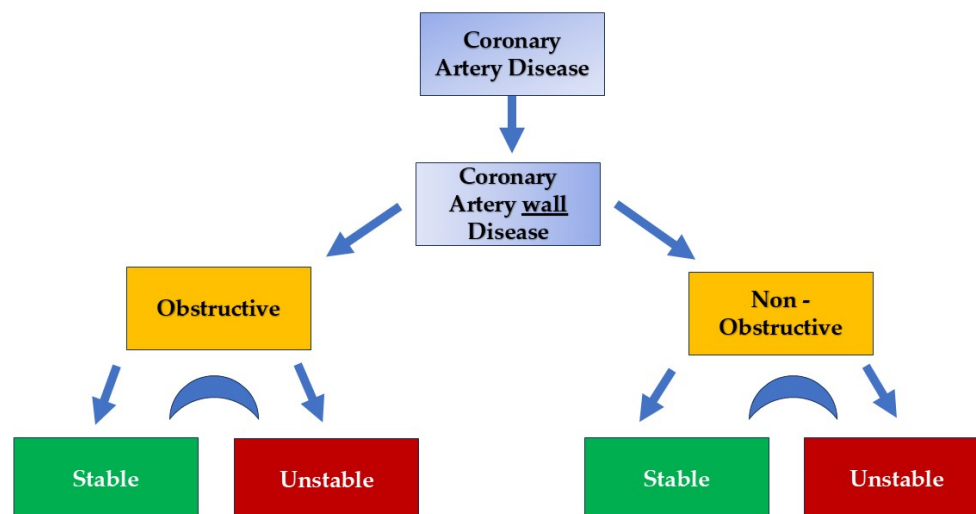 Coronary
Artery Disease
Coronary
Artery wall
Disease
Obstructive
Non -
Obstructive
Stable
Unstable
Stable
Unstable